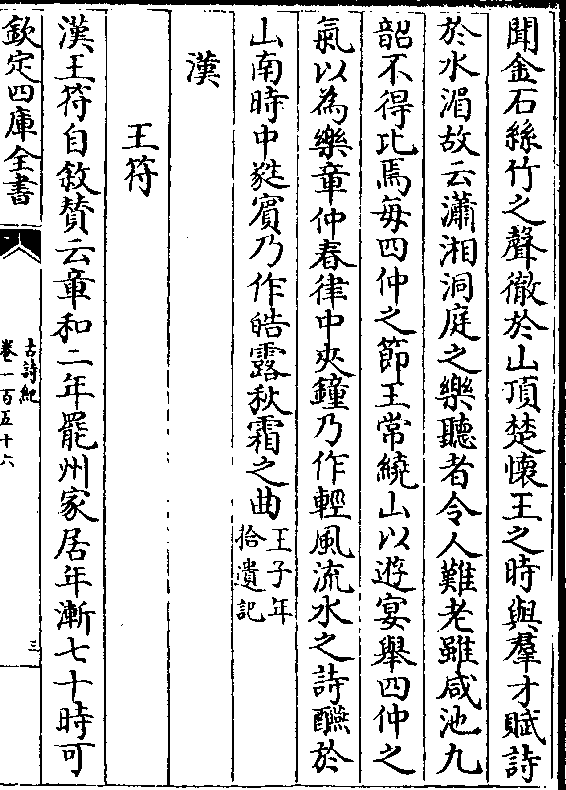 聞金石絲竹之聲徹於山頂楚懷王之時與羣才賦詩
於水湄故云瀟湘洞庭之樂聽者令人難老雖咸池九
韶不得比焉每四仲之節王常繞山以遊宴舉四仲之
氣以為樂章仲春律中夾鐘乃作輕風流水之詩醼於
山南時中蕤賓乃作皓露秋霜之曲王子年
拾遺記
漢
王符
漢王符自敘賛云章和二年罷州家居年漸七十時可
欽定四庫全書
古詩紀
卷一百五十六
三